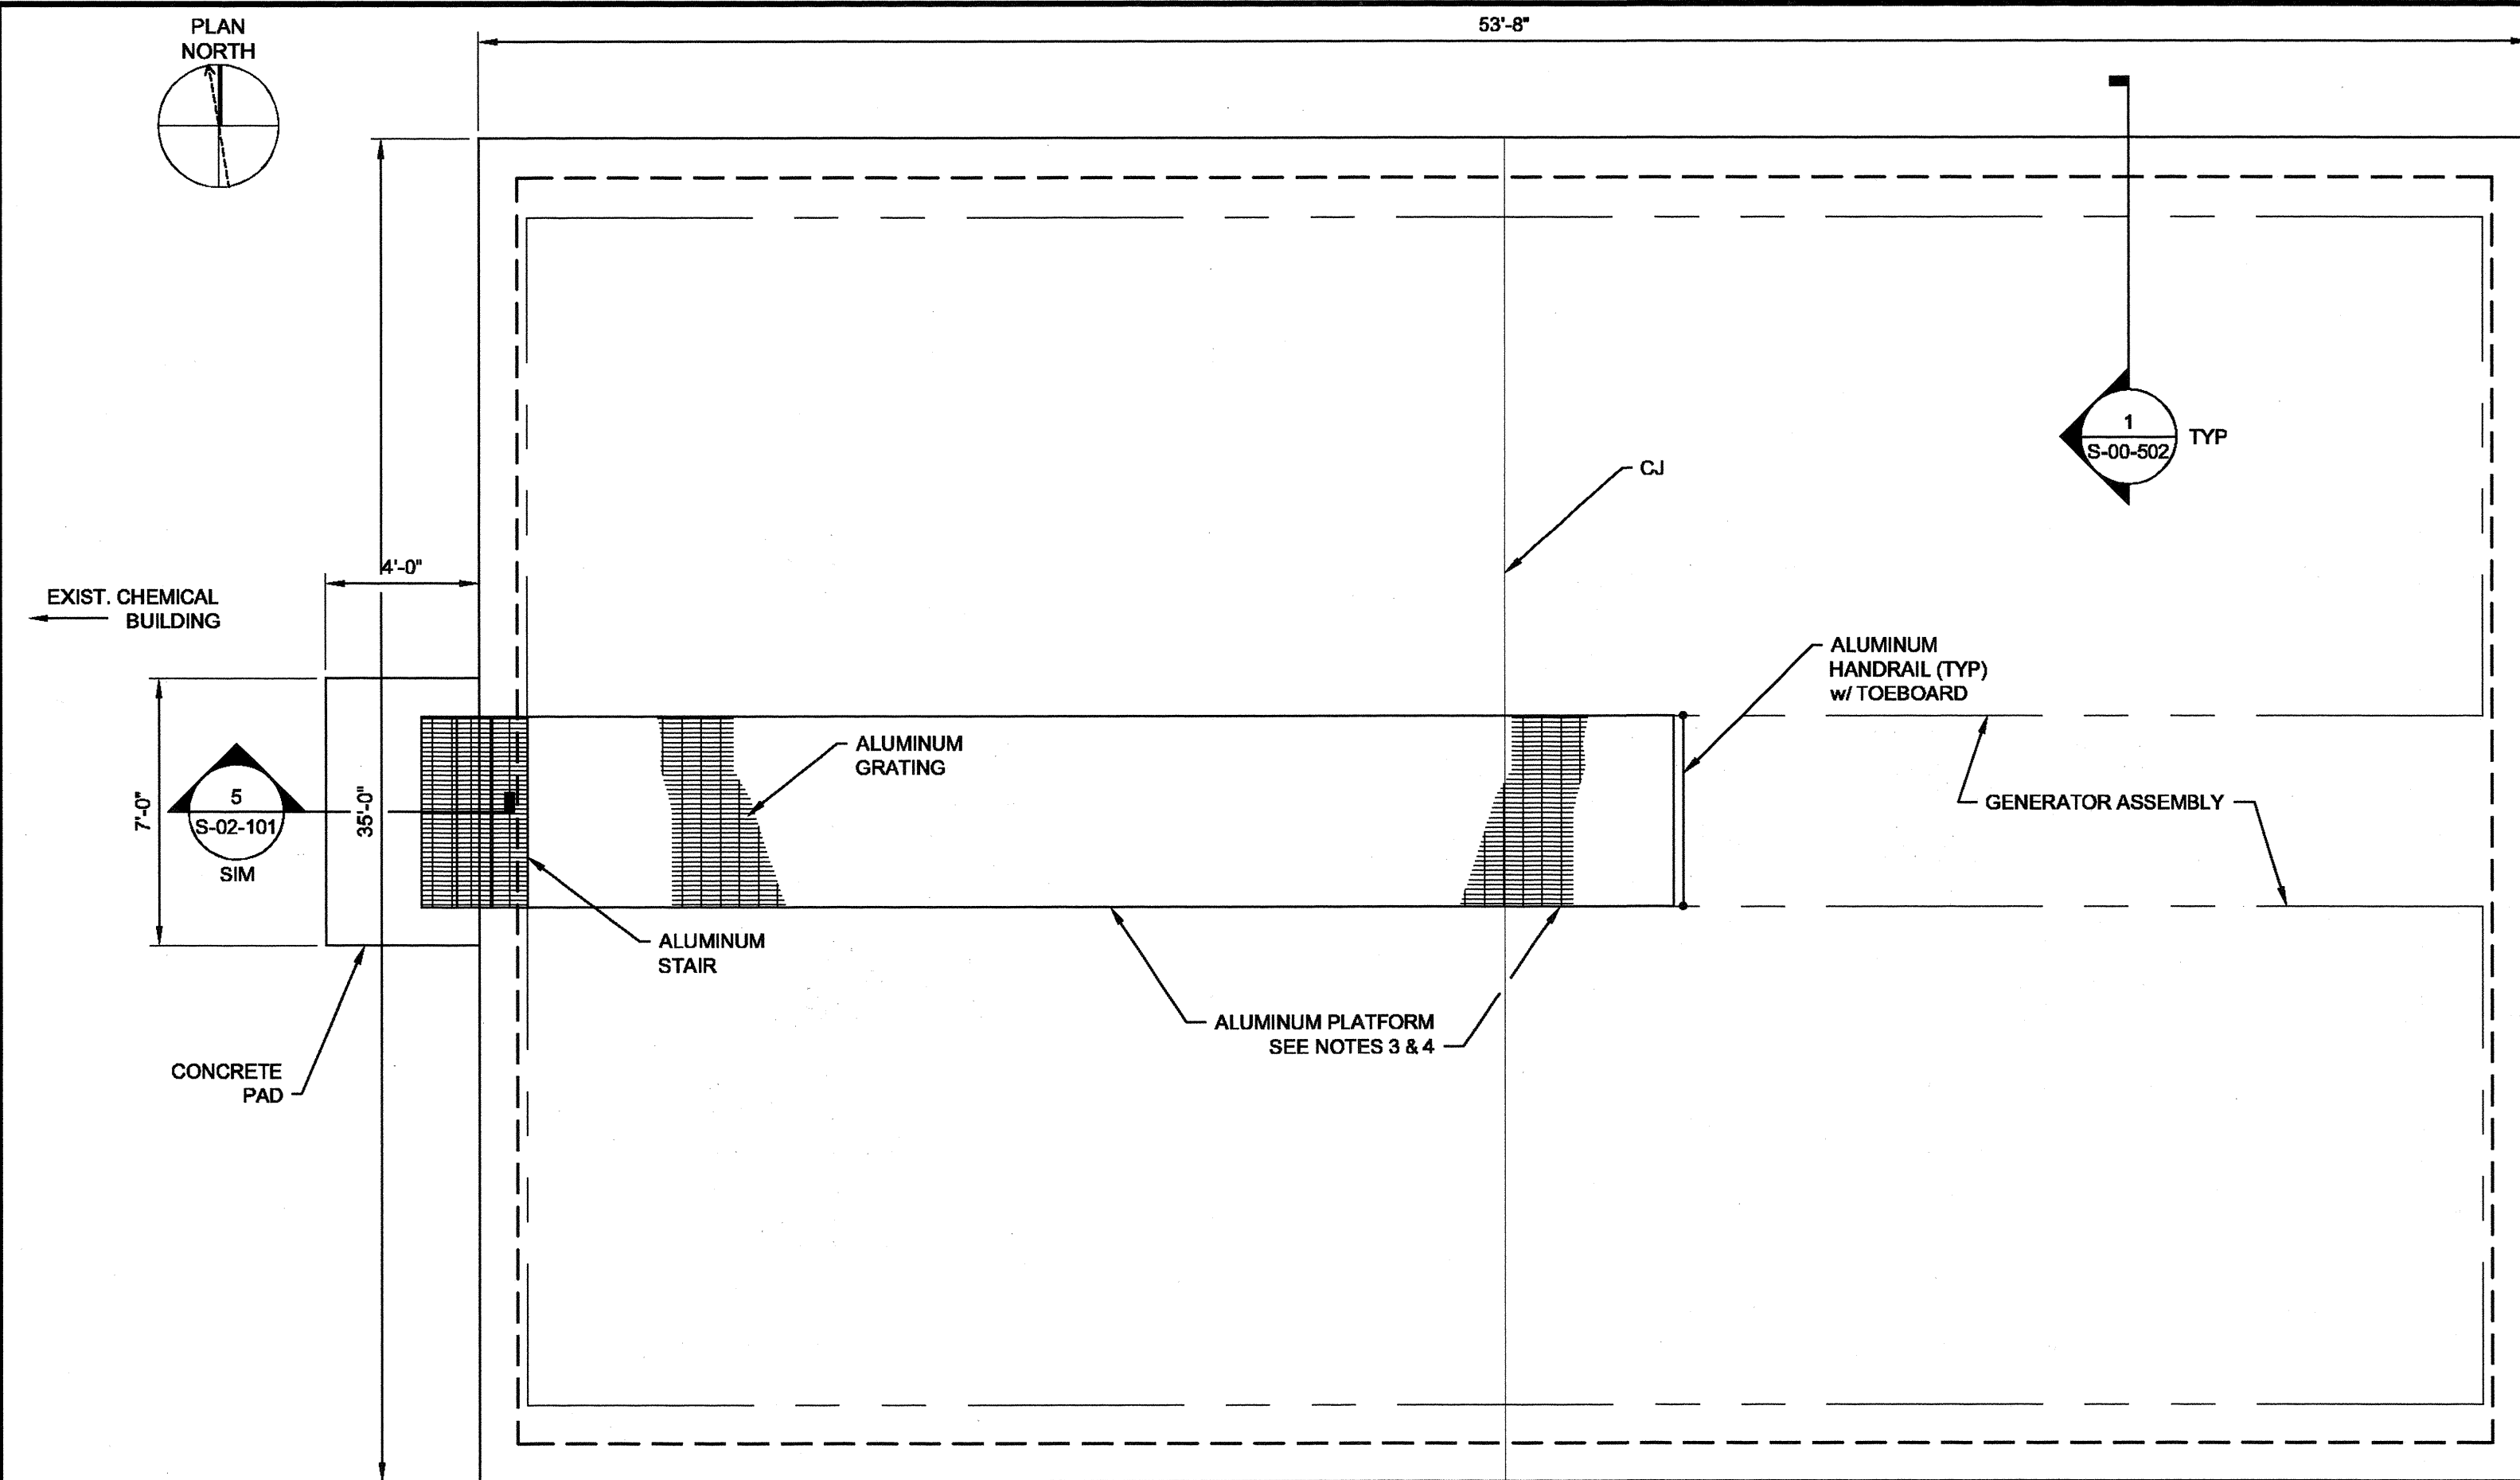 53'-8"
PLAN
NORTH
1
S-00-502
TYP
CJ
4'-0"
EXIST. CHEMICAL
BUILDING
ALUMINUM
HANDRAIL (TYP)
w/ TOEBOARD
ALUMINUM
GRATING
7'-0"
5
S-02-101
SIM
35'-0"
GENERATOR ASSEMBLY
ALUMINUM
STAIR
ALUMINUM PLATFORM
SEE NOTES 3 & 4
CONCRETE
PAD